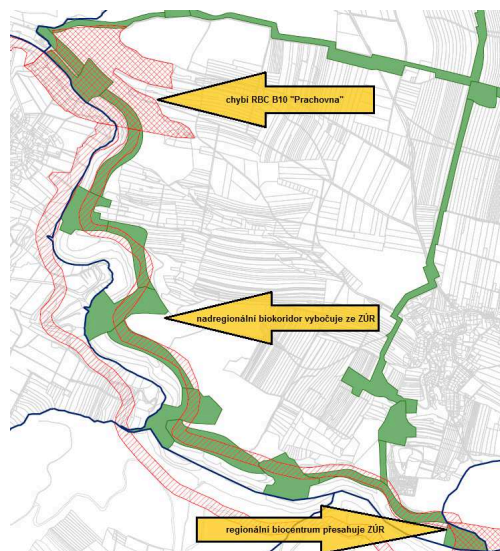 chybí RBC B10 "Prachovna"
nadregionální biokoridor vybočuje ze ZÚR
regionální biocentrum přesahuje ZÚR